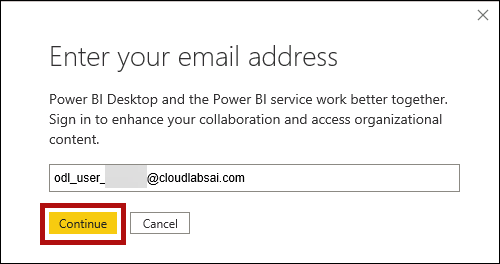 Enter your email address
Power BI Desktop and the Power BI service work better together.
Sign in to enhance your collaboration and access organizational
content.
odl_user_ @cloudlabsai.com
Continue Cancel